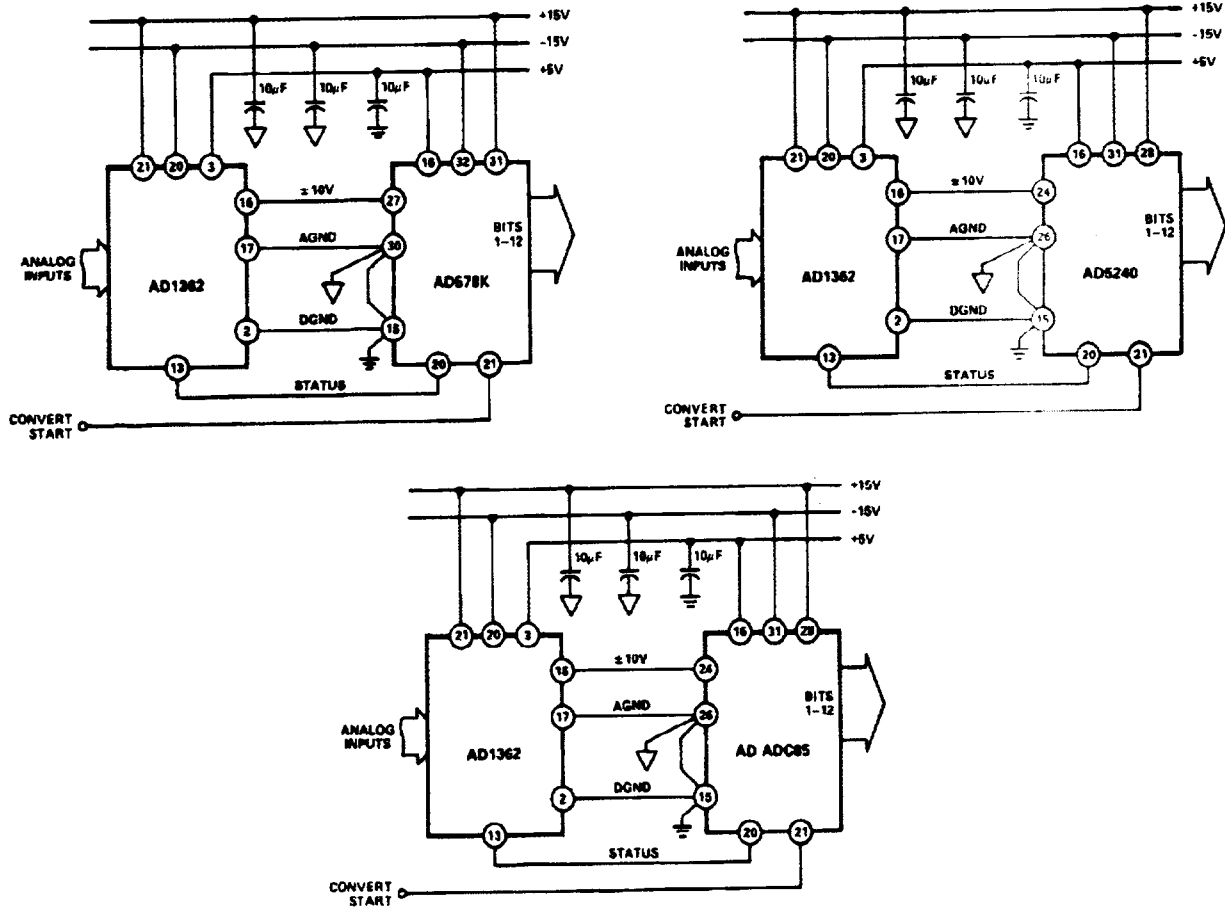 +15V
-15V
+5V
10μF
10μF
10μF
21
20
3
16
32
31
16
±10V
27
17
AGND
30
BITS
1-12
ANALOG
INPUTS
AD1362
AD578K
2
DGND
15
13
20
21
STATUS
CONVERT
START
+15V
-15V
+5V
10μF
10μF
10μF
21
20
3
16
31
28
16
±10V
24
17
AGND
26
BITS
1-12
ANALOG
INPUTS
AD1362
AD5240
2
DGND
15
13
20
21
STATUS
CONVERT
START
+15V
-15V
+5V
10μF
10μF
10μF
21
20
3
16
31
28
16
±10V
24
17
AGND
26
BITS
1-12
ANALOG
INPUTS
AD1362
AD ADC85
2
DGND
15
13
20
21
STATUS
CONVERT
START